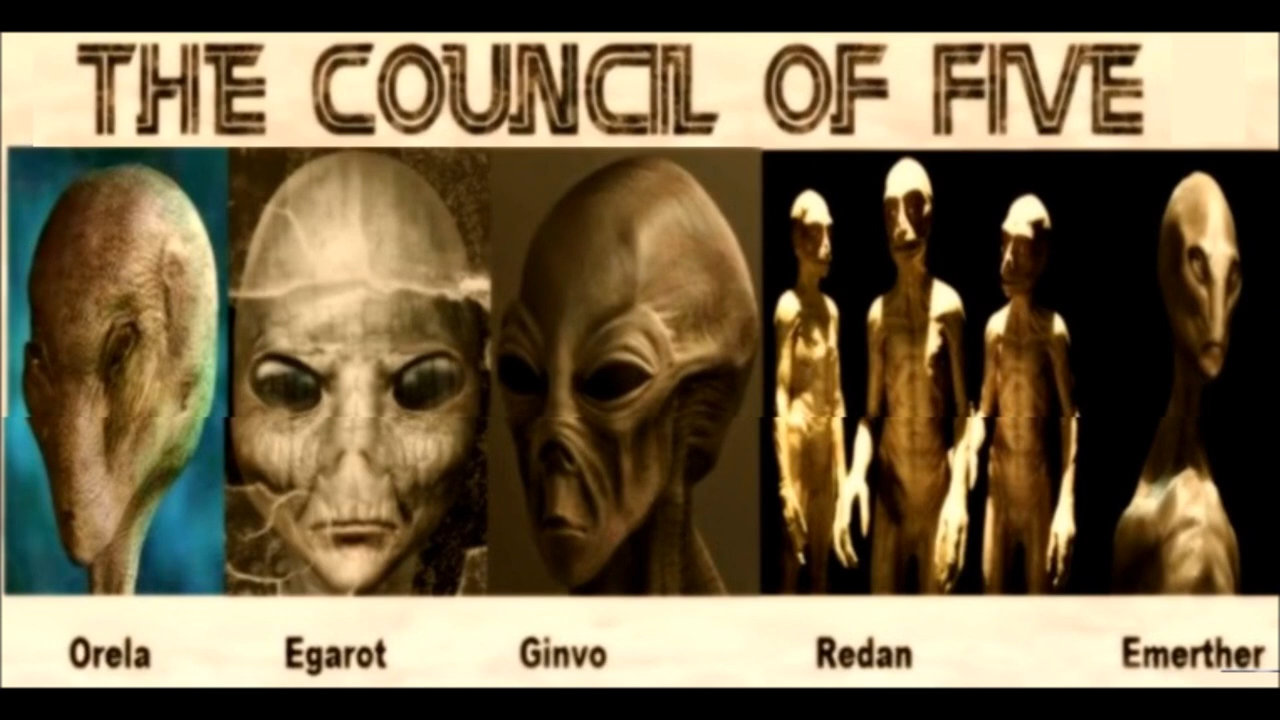 THE COUNCIL OF FIVE
Orela Egarot Ginvo Redan Emerther